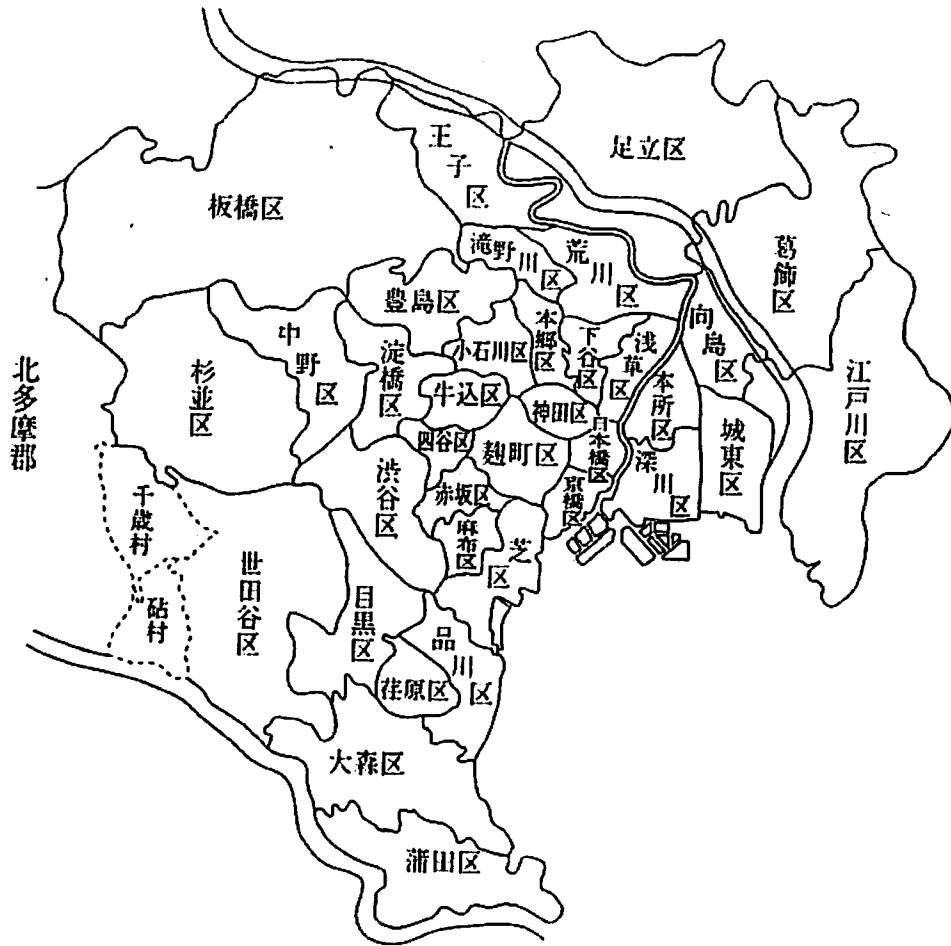 足立区
王子区
板橋区
葛飾区
滝野川区
荒川区
豊島区
向島区
本郷区
中野区
淀橋区
小石川区
下谷区
浅草区
杉並区
牛込区
神田区
本所区
江戸川区
北多摩郡
四谷区
麹町区
日本橋区
城東区
深川区
渋谷区
赤坂区
京橋区
千歳村
麻布区
芝区
世田谷区
砧村
目黒区
品川区
荏原区
大森区
蒲田区